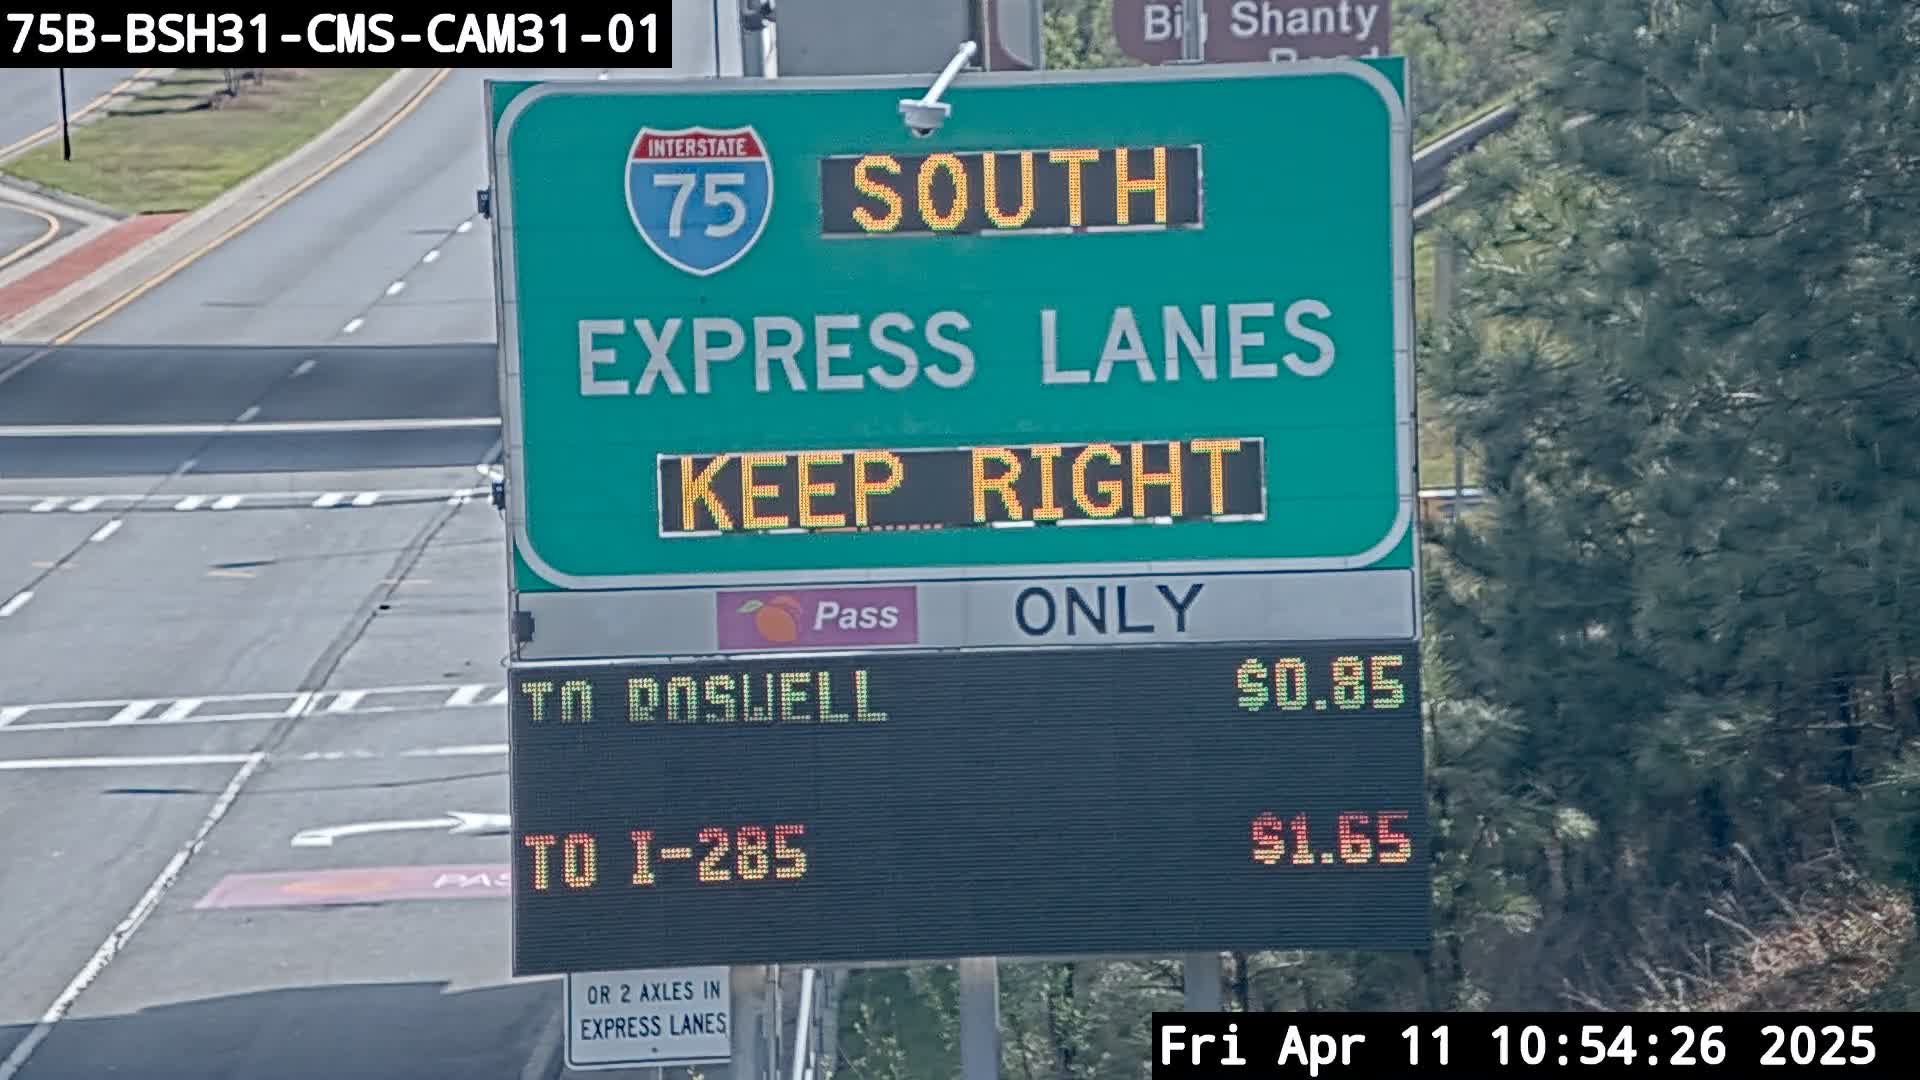 75B-BSH31-CMS-CAM31-01
Big Shanty
Road
INTERSTATE
75
SOUTH
EXPRESS LANES
KEEP RIGHT
Pass ONLY
TO ROSWELL $0.85
TO I-285 $1.65
OR 2 AXLES IN
EXPRESS LANES
Fri Apr 11 10:54:26 2025